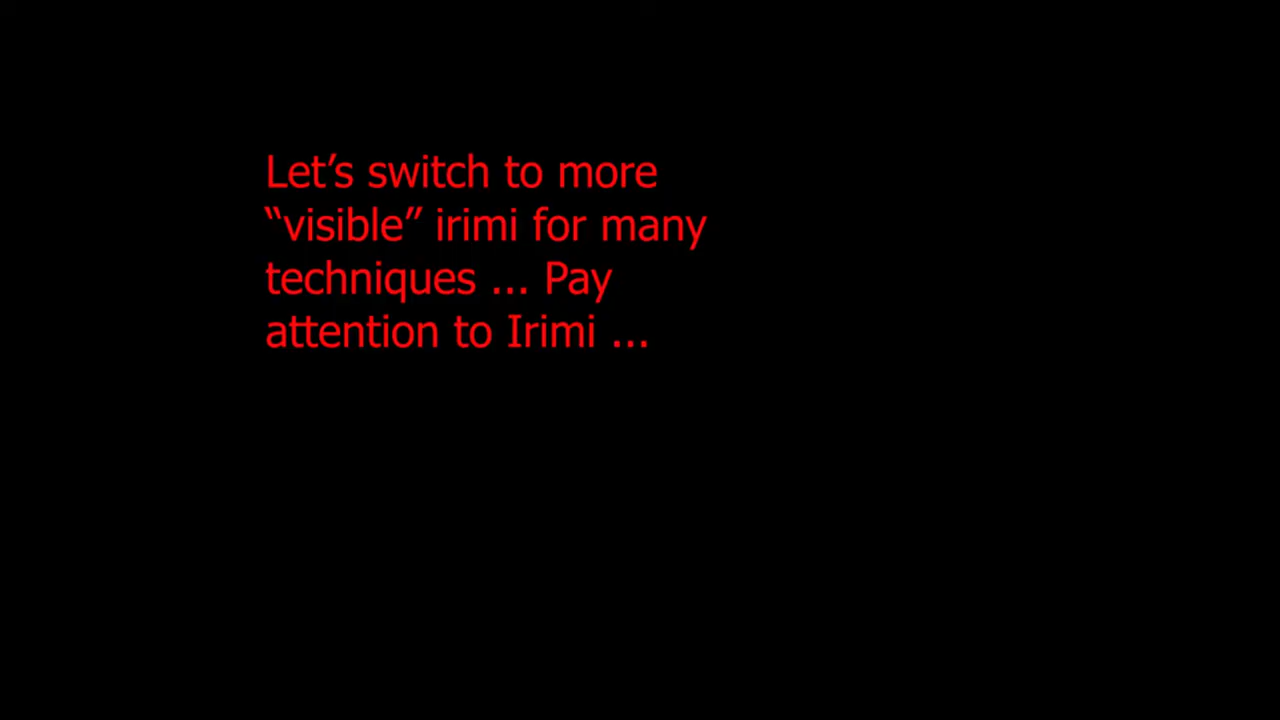 Let’s switch to more
“visible” irimi for many
techniques ... Pay
attention to Irimi ...